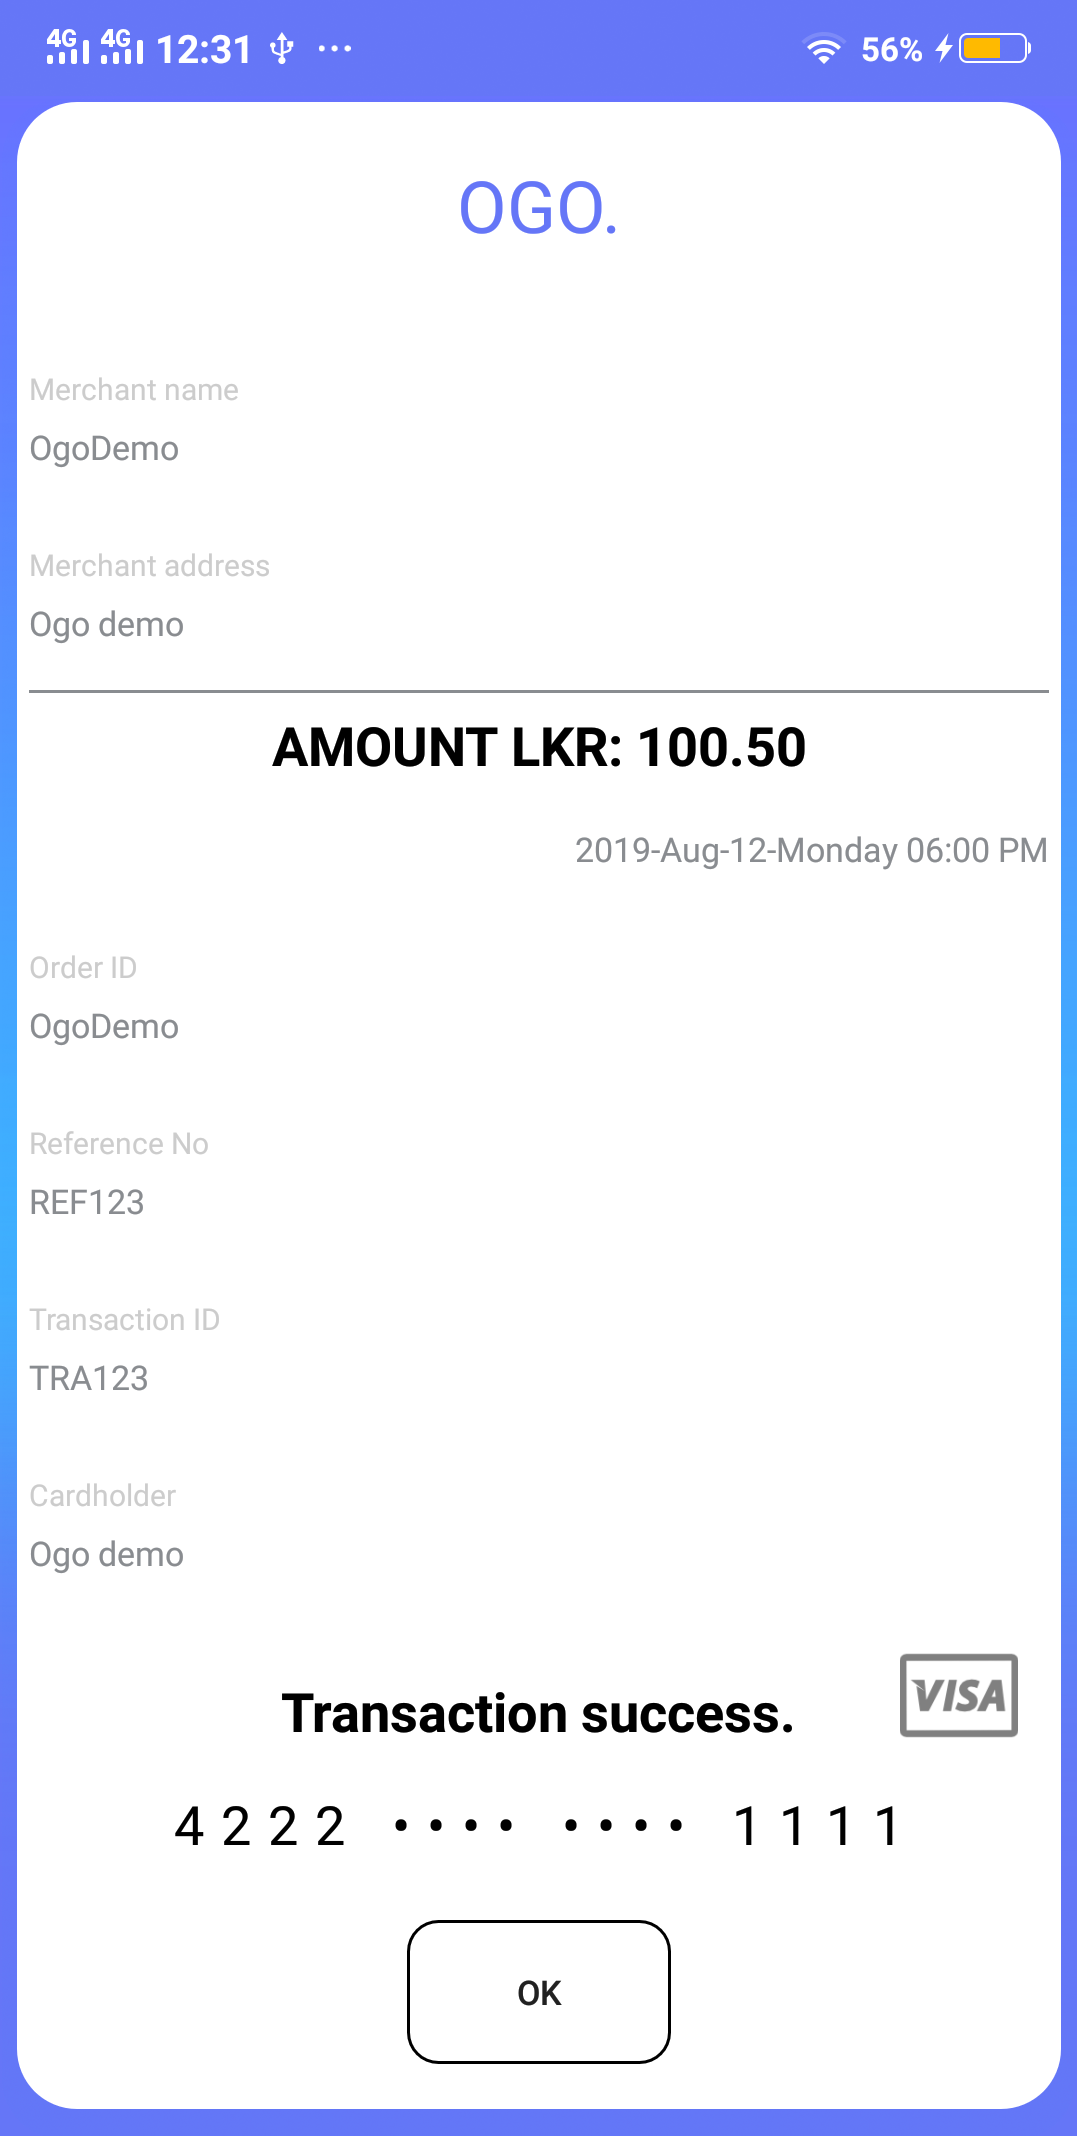 4G 4G 12:31 ... 56%
OGO.
Merchant name
OgoDemo
Merchant address
Ogo demo
AMOUNT LKR: 100.50
2019-Aug-12-Monday 06:00 PM
Order ID
OgoDemo
Reference No
REF123
Transaction ID
TRA123
Cardholder
Ogo demo
VISA
Transaction success.
4222 •••• •••• 1111
OK